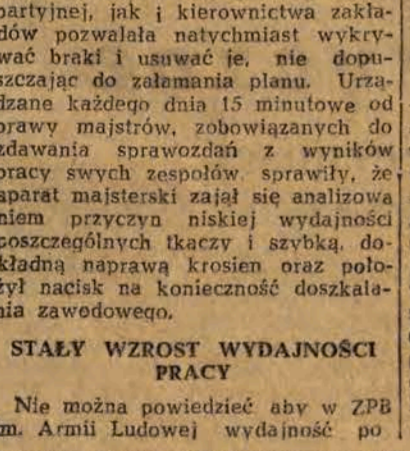 partyjnej, jak i kierownictwa zakła-
dów pozwalała natychmiast wykry-
wać braki i usuwać je, nie dopu-
szczając do załamania planu. Urzą-
dzane każdego dnia 15 minutowe od
prawy majstrów, zobowiązanych do
zdawania sprawozdań z wyników
pracy swych zespołów, sprawiły, że
aparat majsterski zajął się analizowa
niem przyczyn niskiej wydajności
poszczególnych tkaczy i szybką, do-
kładną naprawą krosien oraz poło-
żył nacisk na konieczność doszkala-
nia zawodowego.
STAŁY WZROST WYDAJNOŚCI
PRACY
Nie można powiedzieć aby w ZPB
m. Armii Ludowej wydajność po